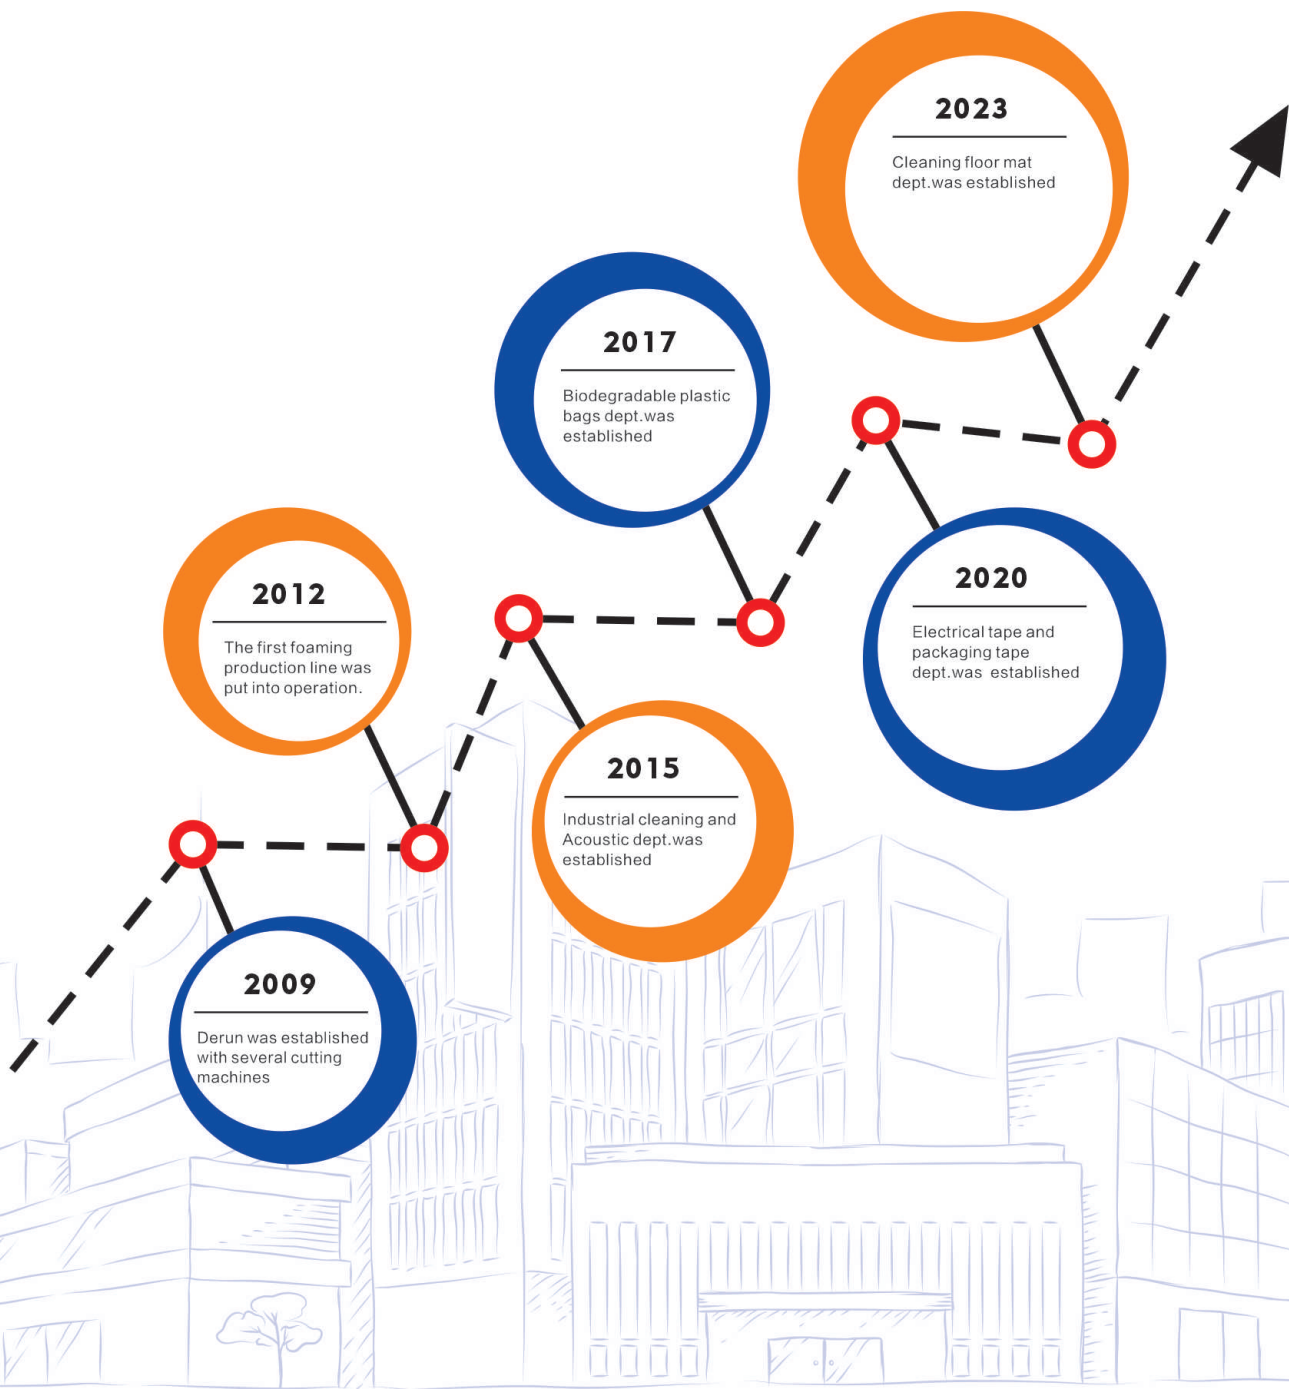 2023
Cleaning floor mat
dept.was established
2017
Biodegradable plastic
bags dept.was
established
2020
Electrical tape and
packaging tape
dept.was  established
2012
The first foaming
production line was
put into operation.
2015
Industrial cleaning and
Acoustic dept.was
established
2009
Derun was established
with several cutting
machines